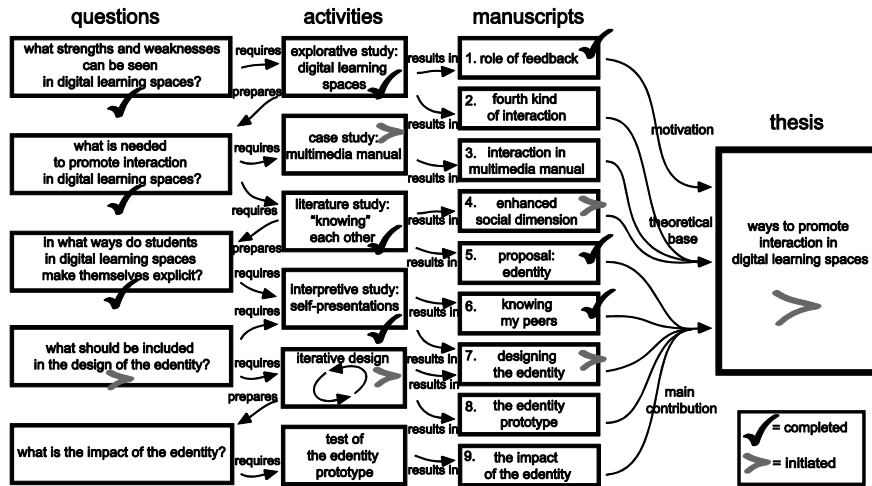 questions
activities
manuscripts
thesis
what strengths and weaknesses
can be seen
in digital learning spaces?
requires
explorative study:
digital learning
spaces
results in
1. role of feedback
prepares
2. fourth kind
of interaction
motivation
what is needed
to promote interaction
in digital learning spaces?
requires
case study:
multimedia manual
results in
results in
3. interaction in
multimedia manual
requires
literature study:
"knowing"
each other
results in
4. enhanced
social dimension
theoretical
base
ways to promote
interaction in
digital learning spaces
prepares
in what ways do students
in digital learning spaces
make themselves explicit?
requires
results in
5. proposal:
edentity
interpretive study:
self-presentations
results in
6. knowing
my peers
requires
what should be included
in the design of the edentity?
requires
iterative design
results in
results in
7. designing
the edentity
prepares
results in
8. the edentity
prototype
main
contribution
what is the impact of the edentity?
requires
test of
the edentity
prototype
results in
9. the impact
of the edentity
= completed
= initiated